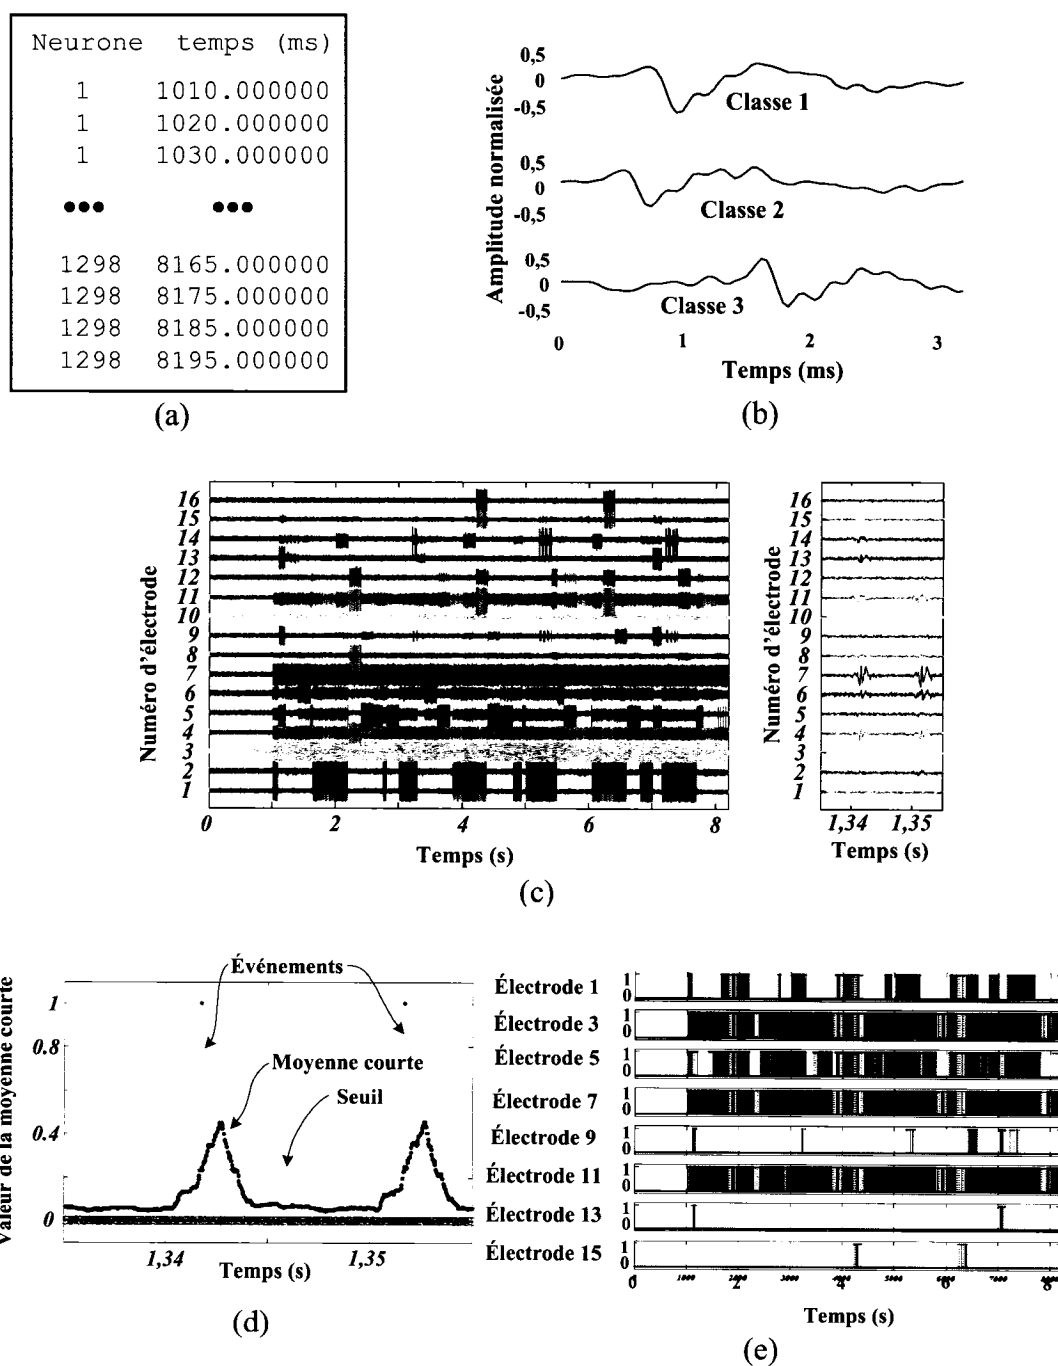 Neurone temps (ms)
1 1010.000000
1 1020.000000
1 1030.000000
●●● ●●●
1298 8165.000000
1298 8175.000000
1298 8185.000000
1298 8195.000000
(a)
Amplitude normalisée
0,5
0
-0,5
Classe 1
0,5
0
-0,5
Classe 2
0,5
0
-0,5
Classe 3
0 1 2 3
Temps (ms)
(b)
Numéro d'électrode
16
15
14
13
12
11
10
9
8
7
6
5
4
3
2
1
0 2 4 6 8
Temps (s)
Numéro d'électrode
16
15
14
13
12
11
10
9
8
7
6
5
4
3
2
1
1,34 1,35
Temps (s)
(c)
Valeur de la moyenne courte
1
0.8
0.4
0
Événements
Moyenne courte
Seuil
1,34 1,35
Temps (s)
(d)
Électrode 1 1 0
Électrode 3 1 0
Électrode 5 1 0
Électrode 7 1 0
Électrode 9 1 0
Électrode 11 1 0
Électrode 13 1 0
Électrode 15 1 0
0 2 4 6 8
Temps (s)
(e)